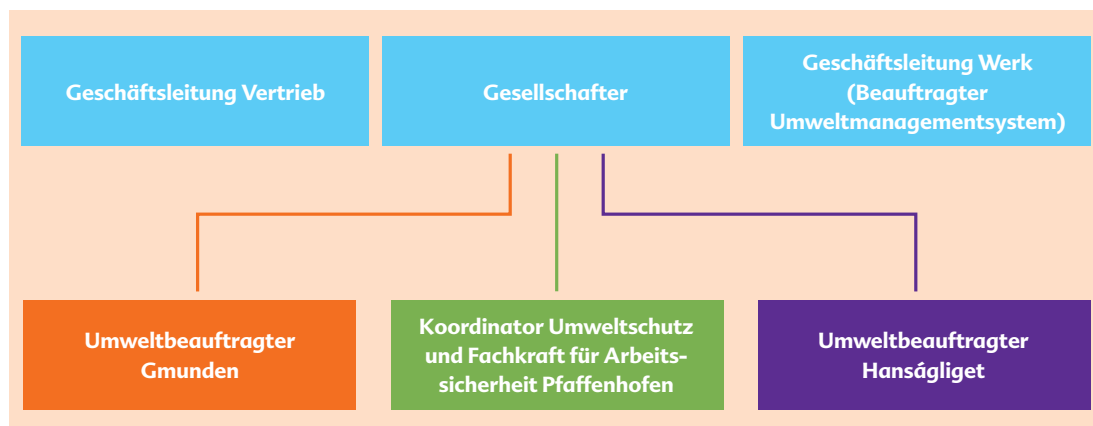 Geschäftsleitung Vertrieb
Gesellschafter
Geschäftsleitung Werk
(Beauftragter
Umweltmanagementsystem)
Umweltbeauftragter
Gmunden
Koordinator Umweltschutz
und Fachkraft für Arbeits-
sicherheit Pfaffenhofen
Umweltbeauftragter
Hanságliget